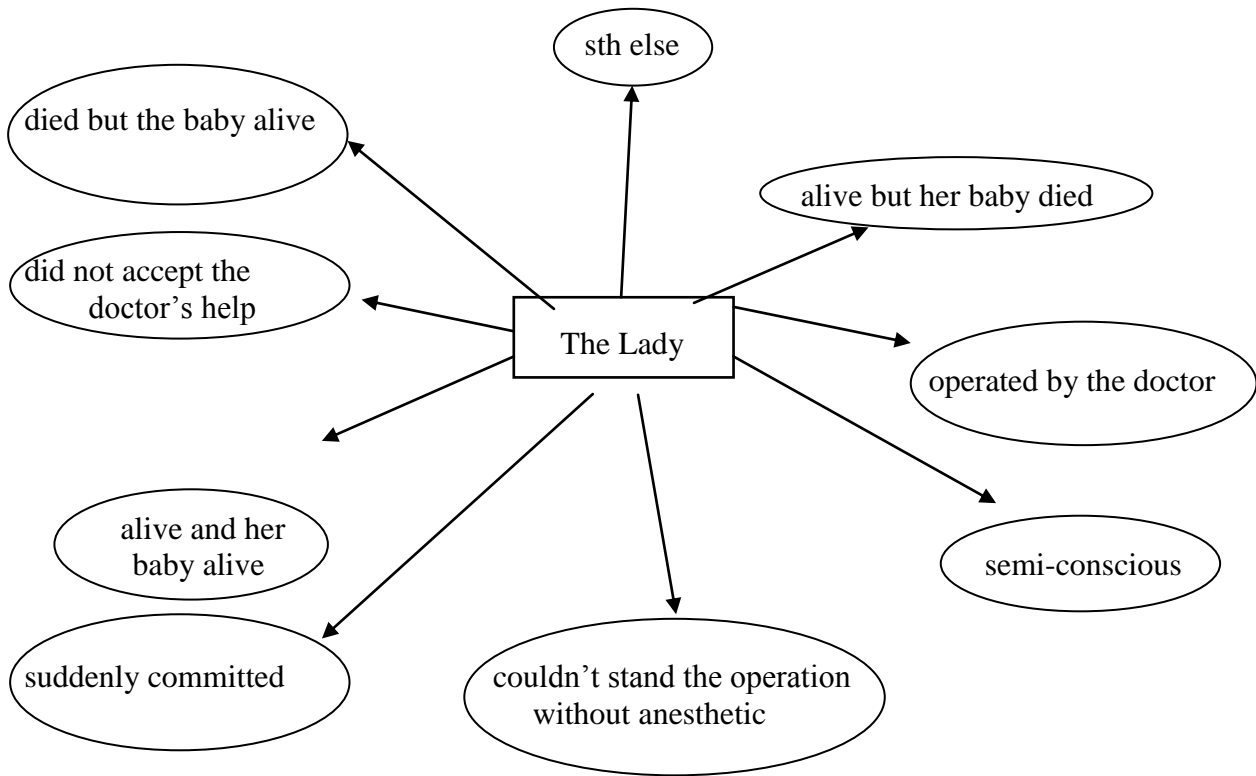 sth else
died but the baby alive
alive but her baby died
did not accept the
doctor’s help
The Lady
operated by the doctor
alive and her
baby alive
semi-conscious
suddenly committed
couldn’t stand the operation
without anesthetic